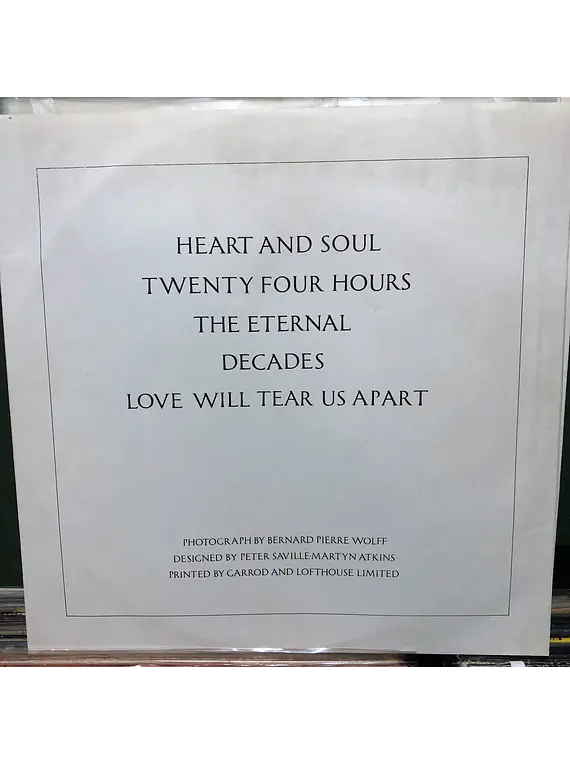 HEART AND SOUL
TWENTY FOUR HOURS
THE ETERNAL
DECADES
LOVE WILL TEAR US APART
PHOTOGRAPH BY BERNARD PIERRE WOLFF
DESIGNED BY PETER SAVILLE·MARTYN ATKINS
PRINTED BY GARROD AND LOFTHOUSE LIMITED